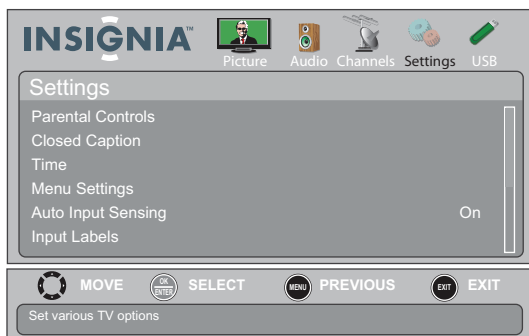 INSIGNIA™
Picture Audio Channels Settings USB
Settings
Parental Controls
Closed Caption
Time
Menu Settings
Auto Input Sensing On
Input Labels
MOVE OK ENTER SELECT MENU PREVIOUS EXIT EXIT
Set various TV options